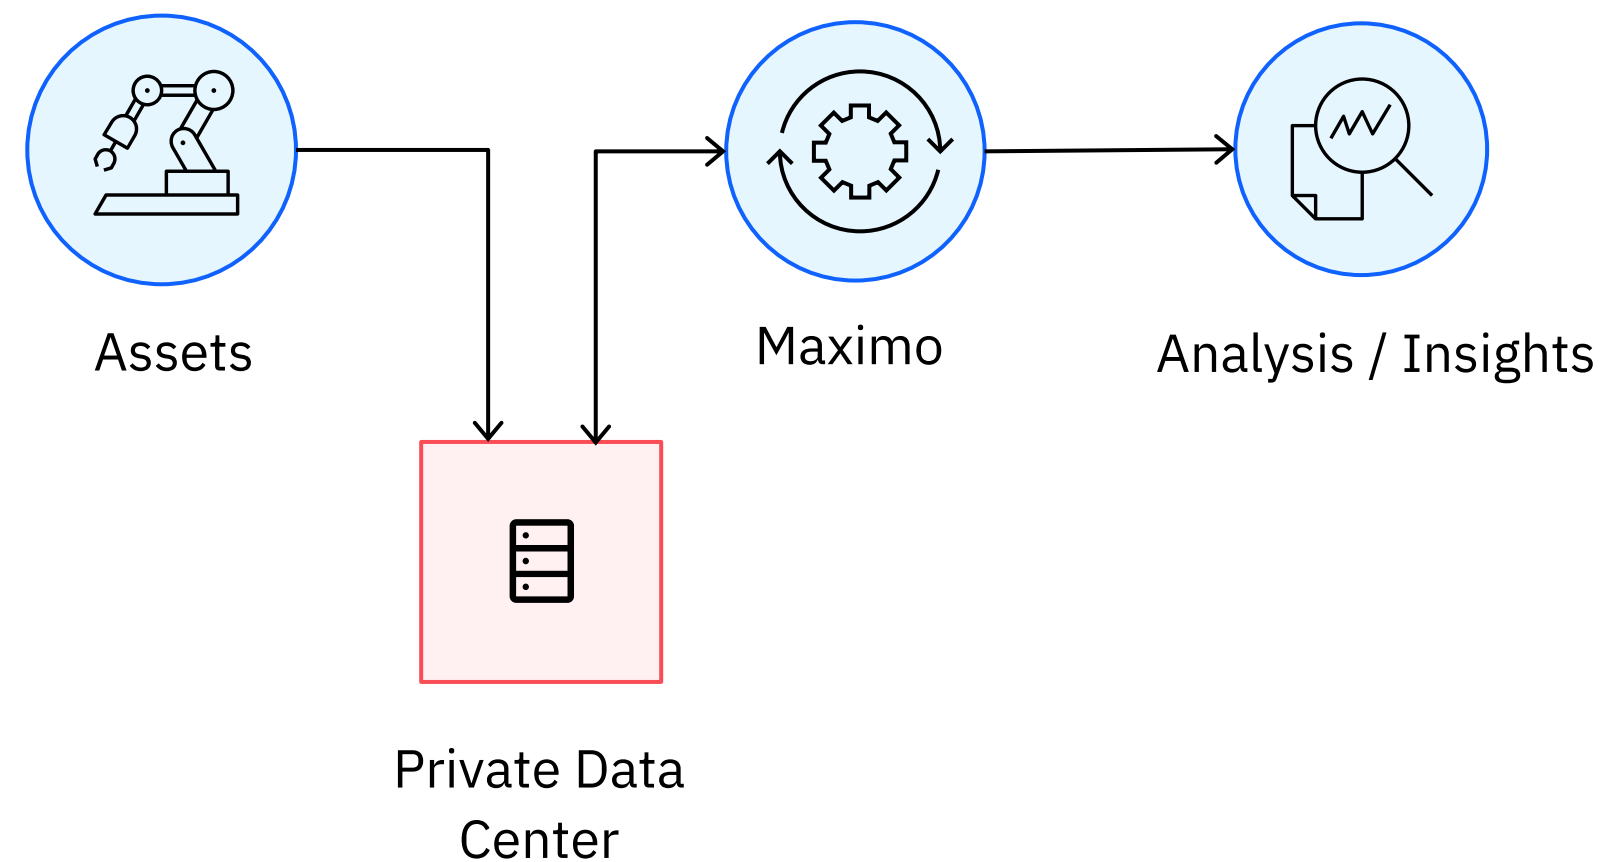 Assets
Maximo
Analysis / Insights
Private Data
Center